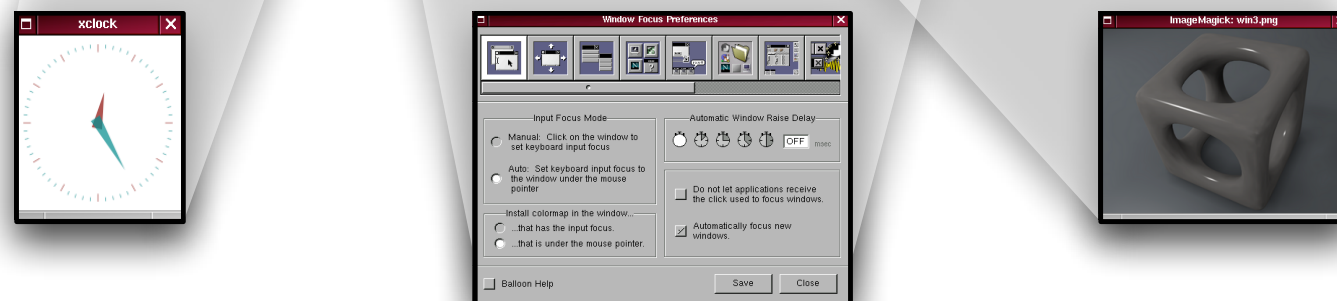 xclock
Window Focus Preferences
ImageMagick: win3.png
Input Focus Mode
Manual: Click on the window to
set keyboard input focus
Auto: Set keyboard input focus to
the window under the mouse
pointer
Install colormap in the window...
...that has the input focus.
...that is under the mouse pointer.
Automatic Window Raise Delay
OFF msec
Do not let applications receive
the click used to focus windows.
Automatically focus new
windows.
Balloon Help
Save
Close